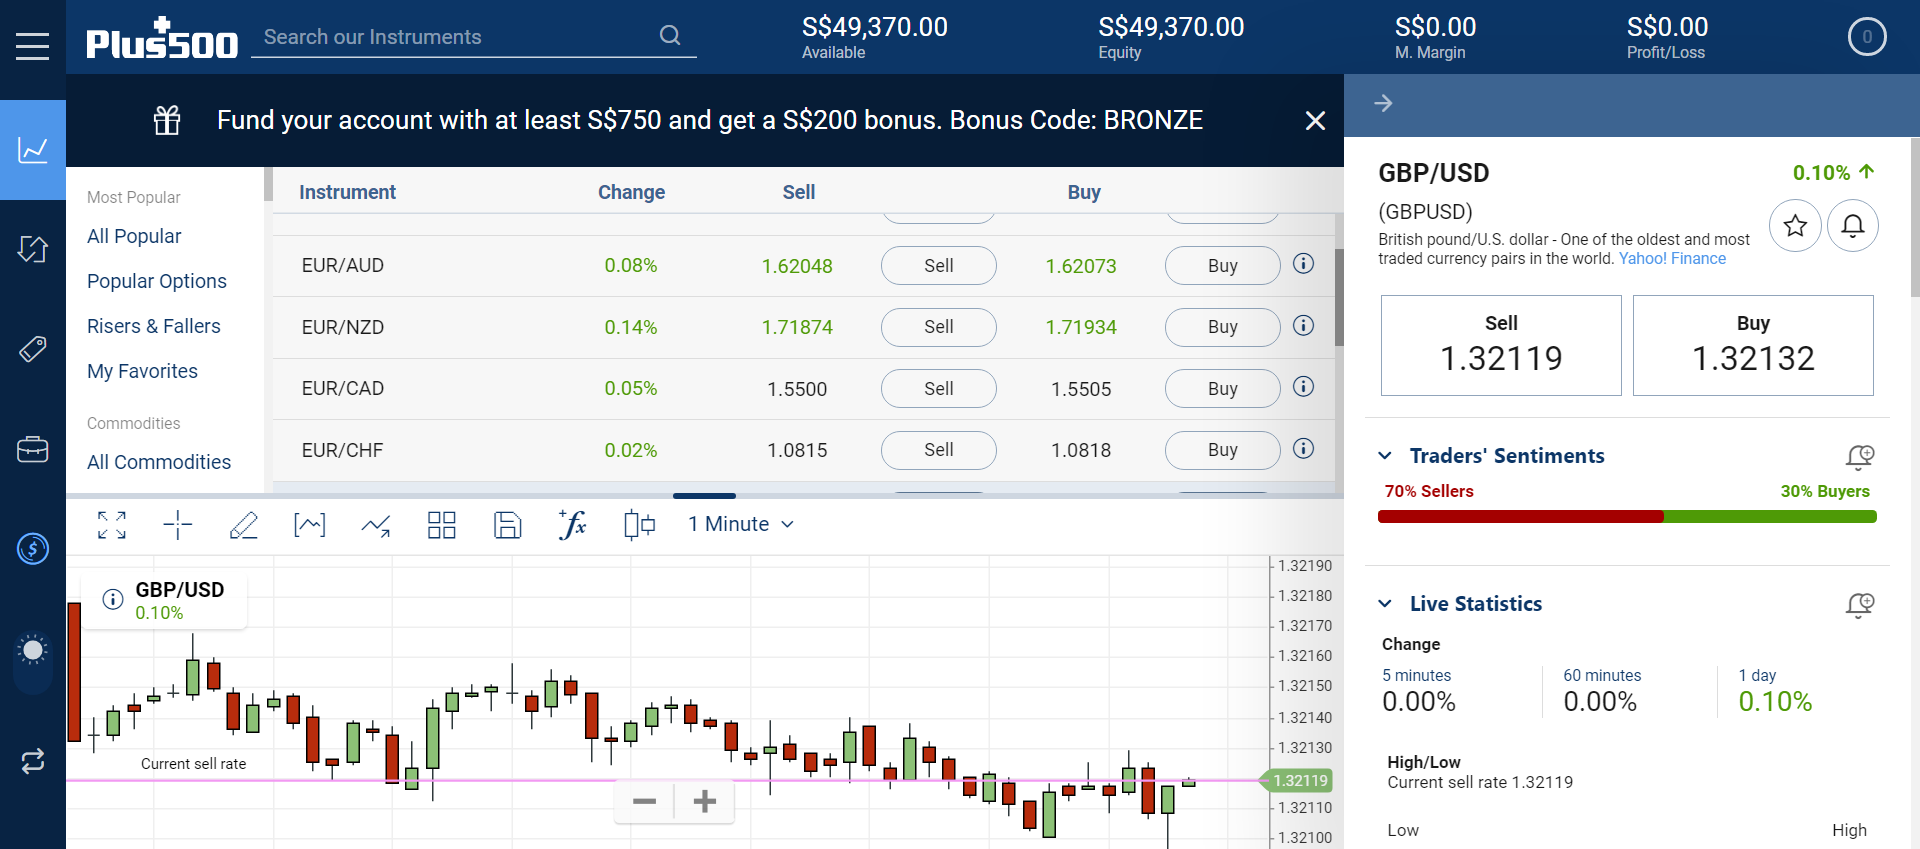 Plus500
Search our Instruments
S$49,370.00
Available
S$49,370.00
Equity
S$0.00
M. Margin
S$0.00
Profit/Loss
0
Fund your account with at least S$750 and get a S$200 bonus. Bonus Code: BRONZE
Most Popular
All Popular
Popular Options
Risers & Fallers
My Favorites
Commodities
All Commodities
Instrument Change Sell Buy
EUR/AUD 0.08% 1.62048 Sell 1.62073 Buy
EUR/NZD 0.14% 1.71874 Sell 1.71934 Buy
EUR/CAD 0.05% 1.5500 Sell 1.5505 Buy
EUR/CHF 0.02% 1.0815 Sell 1.0818 Buy
1 Minute
GBP/USD
0.10%
Current sell rate
1.32190
1.32180
1.32170
1.32160
1.32150
1.32140
1.32130
1.32119
1.32110
1.32100
GBP/USD 0.10%
(GBPUSD)
British pound/U.S. dollar - One of the oldest and most
traded currency pairs in the world. Yahoo! Finance
Sell
1.32119
Buy
1.32132
Traders' Sentiments
70% Sellers 30% Buyers
Live Statistics
Change
5 minutes
0.00%
60 minutes
0.00%
1 day
0.10%
High/Low
Current sell rate 1.32119
Low High